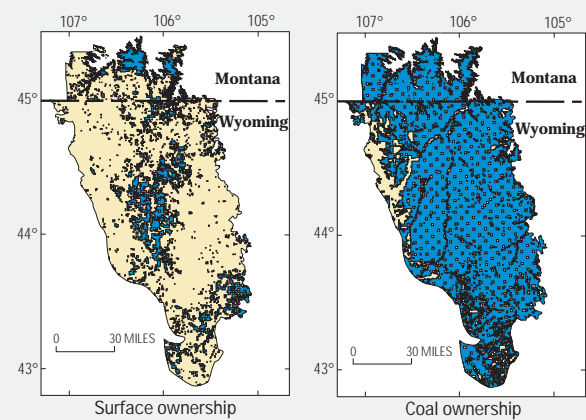 107° 106° 105°
Montana
45°
Wyoming
44°
0 30 MILES
43°
Surface ownership
107° 106° 105°
Montana
45°
Wyoming
44°
0 30 MILES
43°
Coal ownership